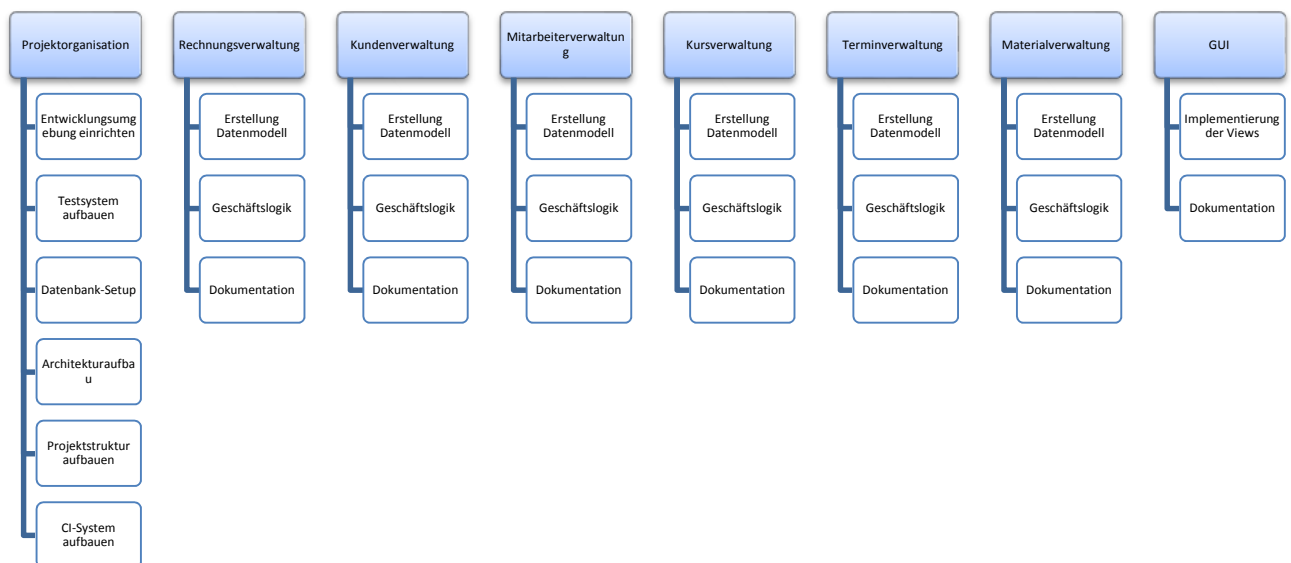 Projektorganisation
Entwicklungsumg
ebung einrichten
Testsystem
aufbauen
Datenbank-Setup
Architekturaufba
u
Projektstruktur
aufbauen
CI-System
aufbauen
Rechnungsverwaltung
Erstellung
Datenmodell
Geschäftslogik
Dokumentation
Kundenverwaltung
Erstellung
Datenmodell
Geschäftslogik
Dokumentation
Mitarbeiterverwaltun
g
Erstellung
Datenmodell
Geschäftslogik
Dokumentation
Kursverwaltung
Erstellung
Datenmodell
Geschäftslogik
Dokumentation
Terminverwaltung
Erstellung
Datenmodell
Geschäftslogik
Dokumentation
Materialverwaltung
Erstellung
Datenmodell
Geschäftslogik
Dokumentation
GUI
Implementierung
der Views
Dokumentation